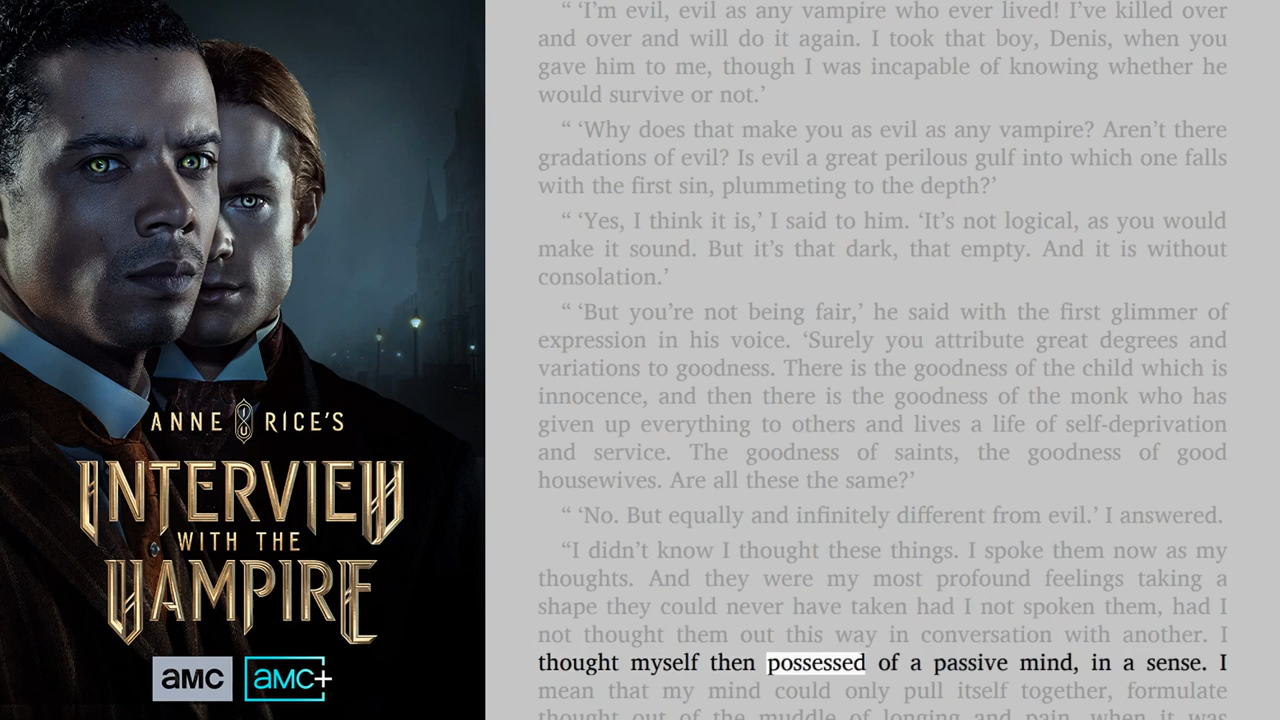 ANNE RICE'S
INTERVIEW
WITH THE
VAMPIRE
amc
amc+
“ ‘I’m evil, evil as any vampire who ever lived! I’ve killed over
and over and will do it again. I took that boy, Denis, when you
gave him to me, though I was incapable of knowing whether he
would survive or not.’
“ ‘Why does that make you as evil as any vampire? Aren’t there
gradations of evil? Is evil a great perilous gulf into which one falls
with the first sin, plummeting to the depth?’
“ ‘Yes, I think it is,’ I said to him. ‘It’s not logical, as you would
make it sound. But it’s that dark, that empty. And it is without
consolation.’
“ ‘But you’re not being fair,’ he said with the first glimmer of
expression in his voice. ‘Surely you attribute great degrees and
variations to goodness. There is the goodness of the child which is
innocence, and then there is the goodness of the monk who has
given up everything to others and lives a life of self-deprivation
and service. The goodness of saints, the goodness of good
housewives. Are all these the same?’
“ ‘No. But equally and infinitely different from evil.’ I answered.
“I didn’t know I thought these things. I spoke them now as my
thoughts. And they were my most profound feelings taking a
shape they could never have taken had I not spoken them, had I
not thought them out this way in conversation with another. I
thought myself then possessed of a passive mind, in a sense. I
mean that my could only pull itself together, formulate
thought out of the muddle of longing and pain, when it was